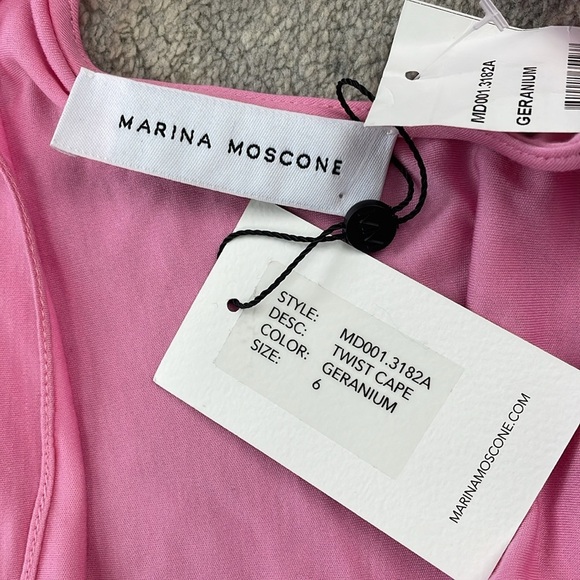 MD001.3182A
GERANIUM
MARINA MOSCONE
STYLE: MD001.3182A
DESC: TWIST CAPE
COLOR: GERANIUM
SIZE: 6
MARINAMOSCONE.COM